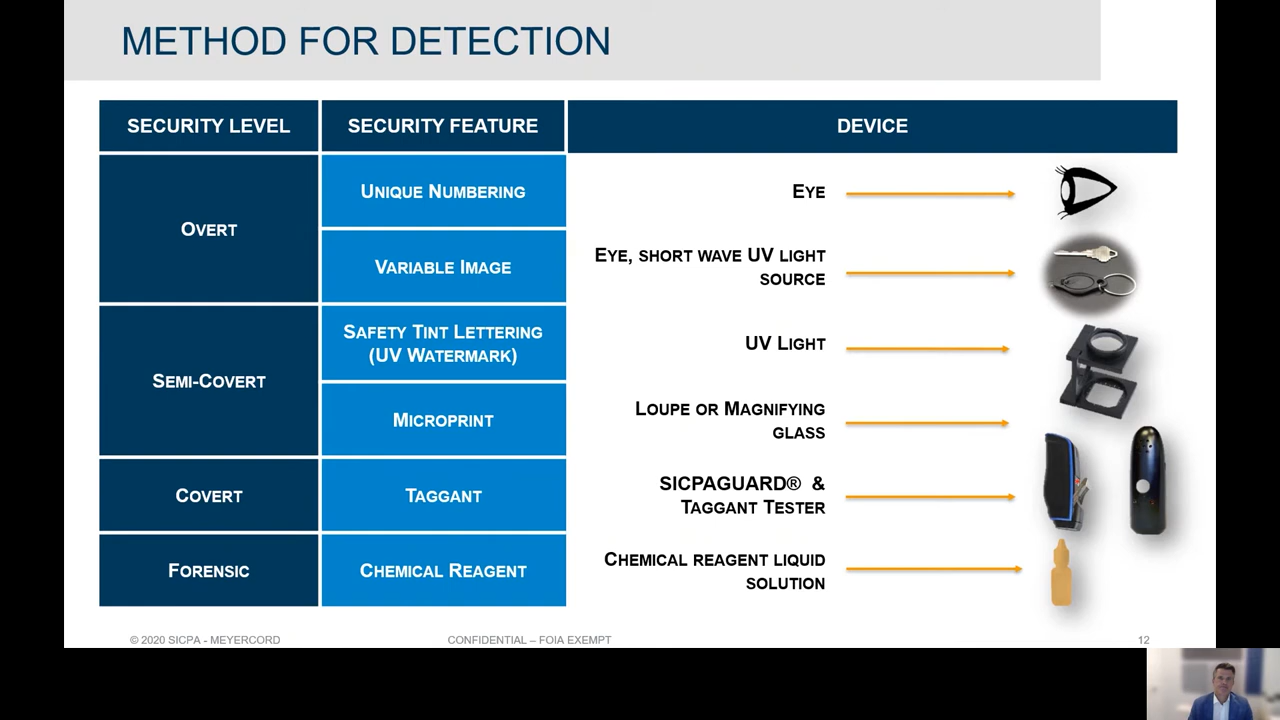 METHOD FOR DETECTION
SECURITY LEVEL
SECURITY FEATURE
DEVICE
OVERT
UNIQUE NUMBERING
EYE
VARIABLE IMAGE
EYE, SHORT WAVE UV LIGHT
SOURCE
SEMI-COVERT
SAFETY TINT LETTERING
(UV WATERMARK)
UV LIGHT
MICROPRINT
LOUPE OR MAGNIFYING
GLASS
COVERT
TAGGANT
SICPAGUARD® &
TAGGANT TESTER
FORENSIC
CHEMICAL REAGENT
CHEMICAL REAGENT LIQUID
SOLUTION
© 2020 SICPA - MEYERCORD
CONFIDENTIAL – FOIA EXEMPT
12